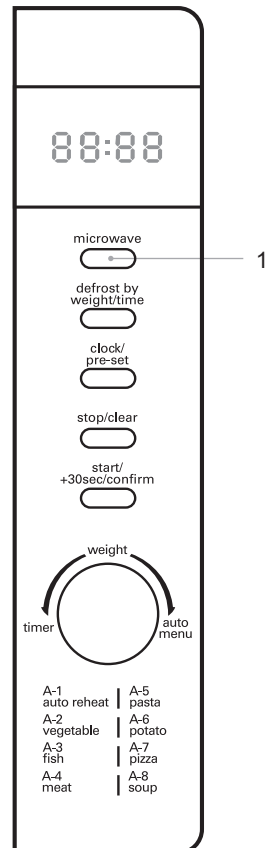 88:88
microwave
1
defrost by
weight/time
clock/
pre-set
stop/clear
start/
+30sec/confirm
weight
timer
auto
menu
A-1
auto reheat
A-2
vegetable
A-3
fish
A-4
meat
A-5
pasta
A-6
potato
A-7
pizza
A-8
soup